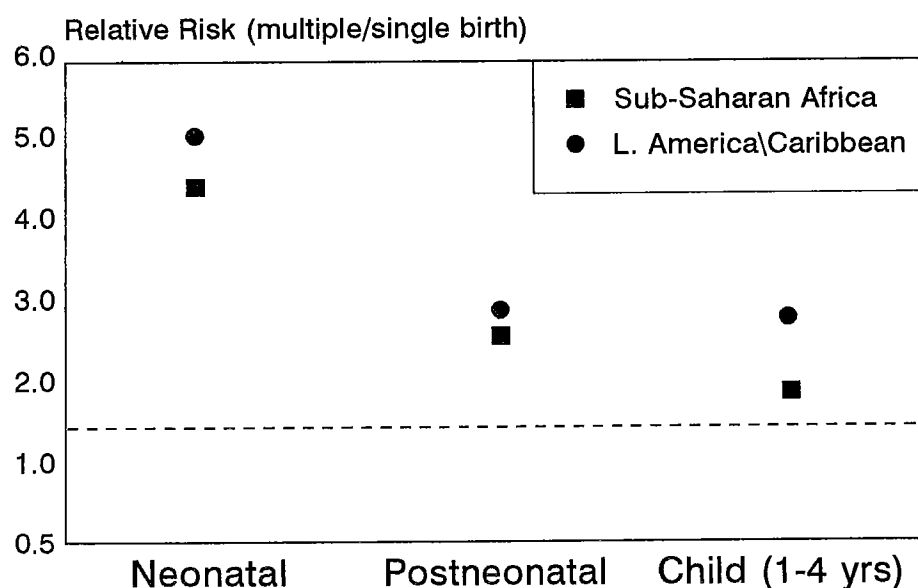 Relative Risk (multiple/single birth)
6.0
5.0
4.0
3.0
2.0
1.0
0.5
Sub-Saharan Africa
L. America\Caribbean
Neonatal Postneonatal Child (1-4 yrs)